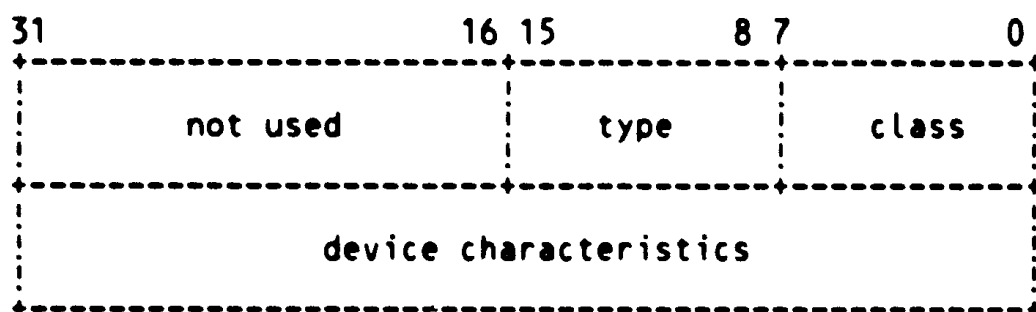 31 16 15 8 7 0
not used type class
device characteristics